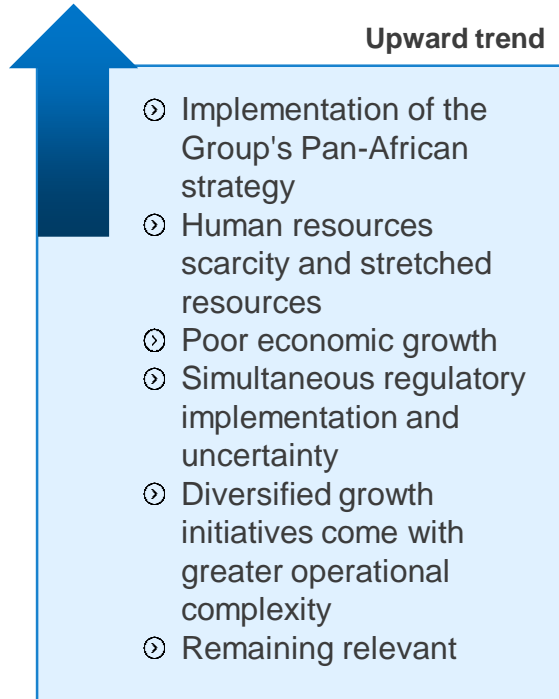 Upward trend
Implementation of the
Group's Pan-African
strategy
Human resources
scarcity and stretched
resources
Poor economic growth
Simultaneous regulatory
implementation and
uncertainty
Diversified growth
initiatives come with
greater operational
complexity
Remaining relevant